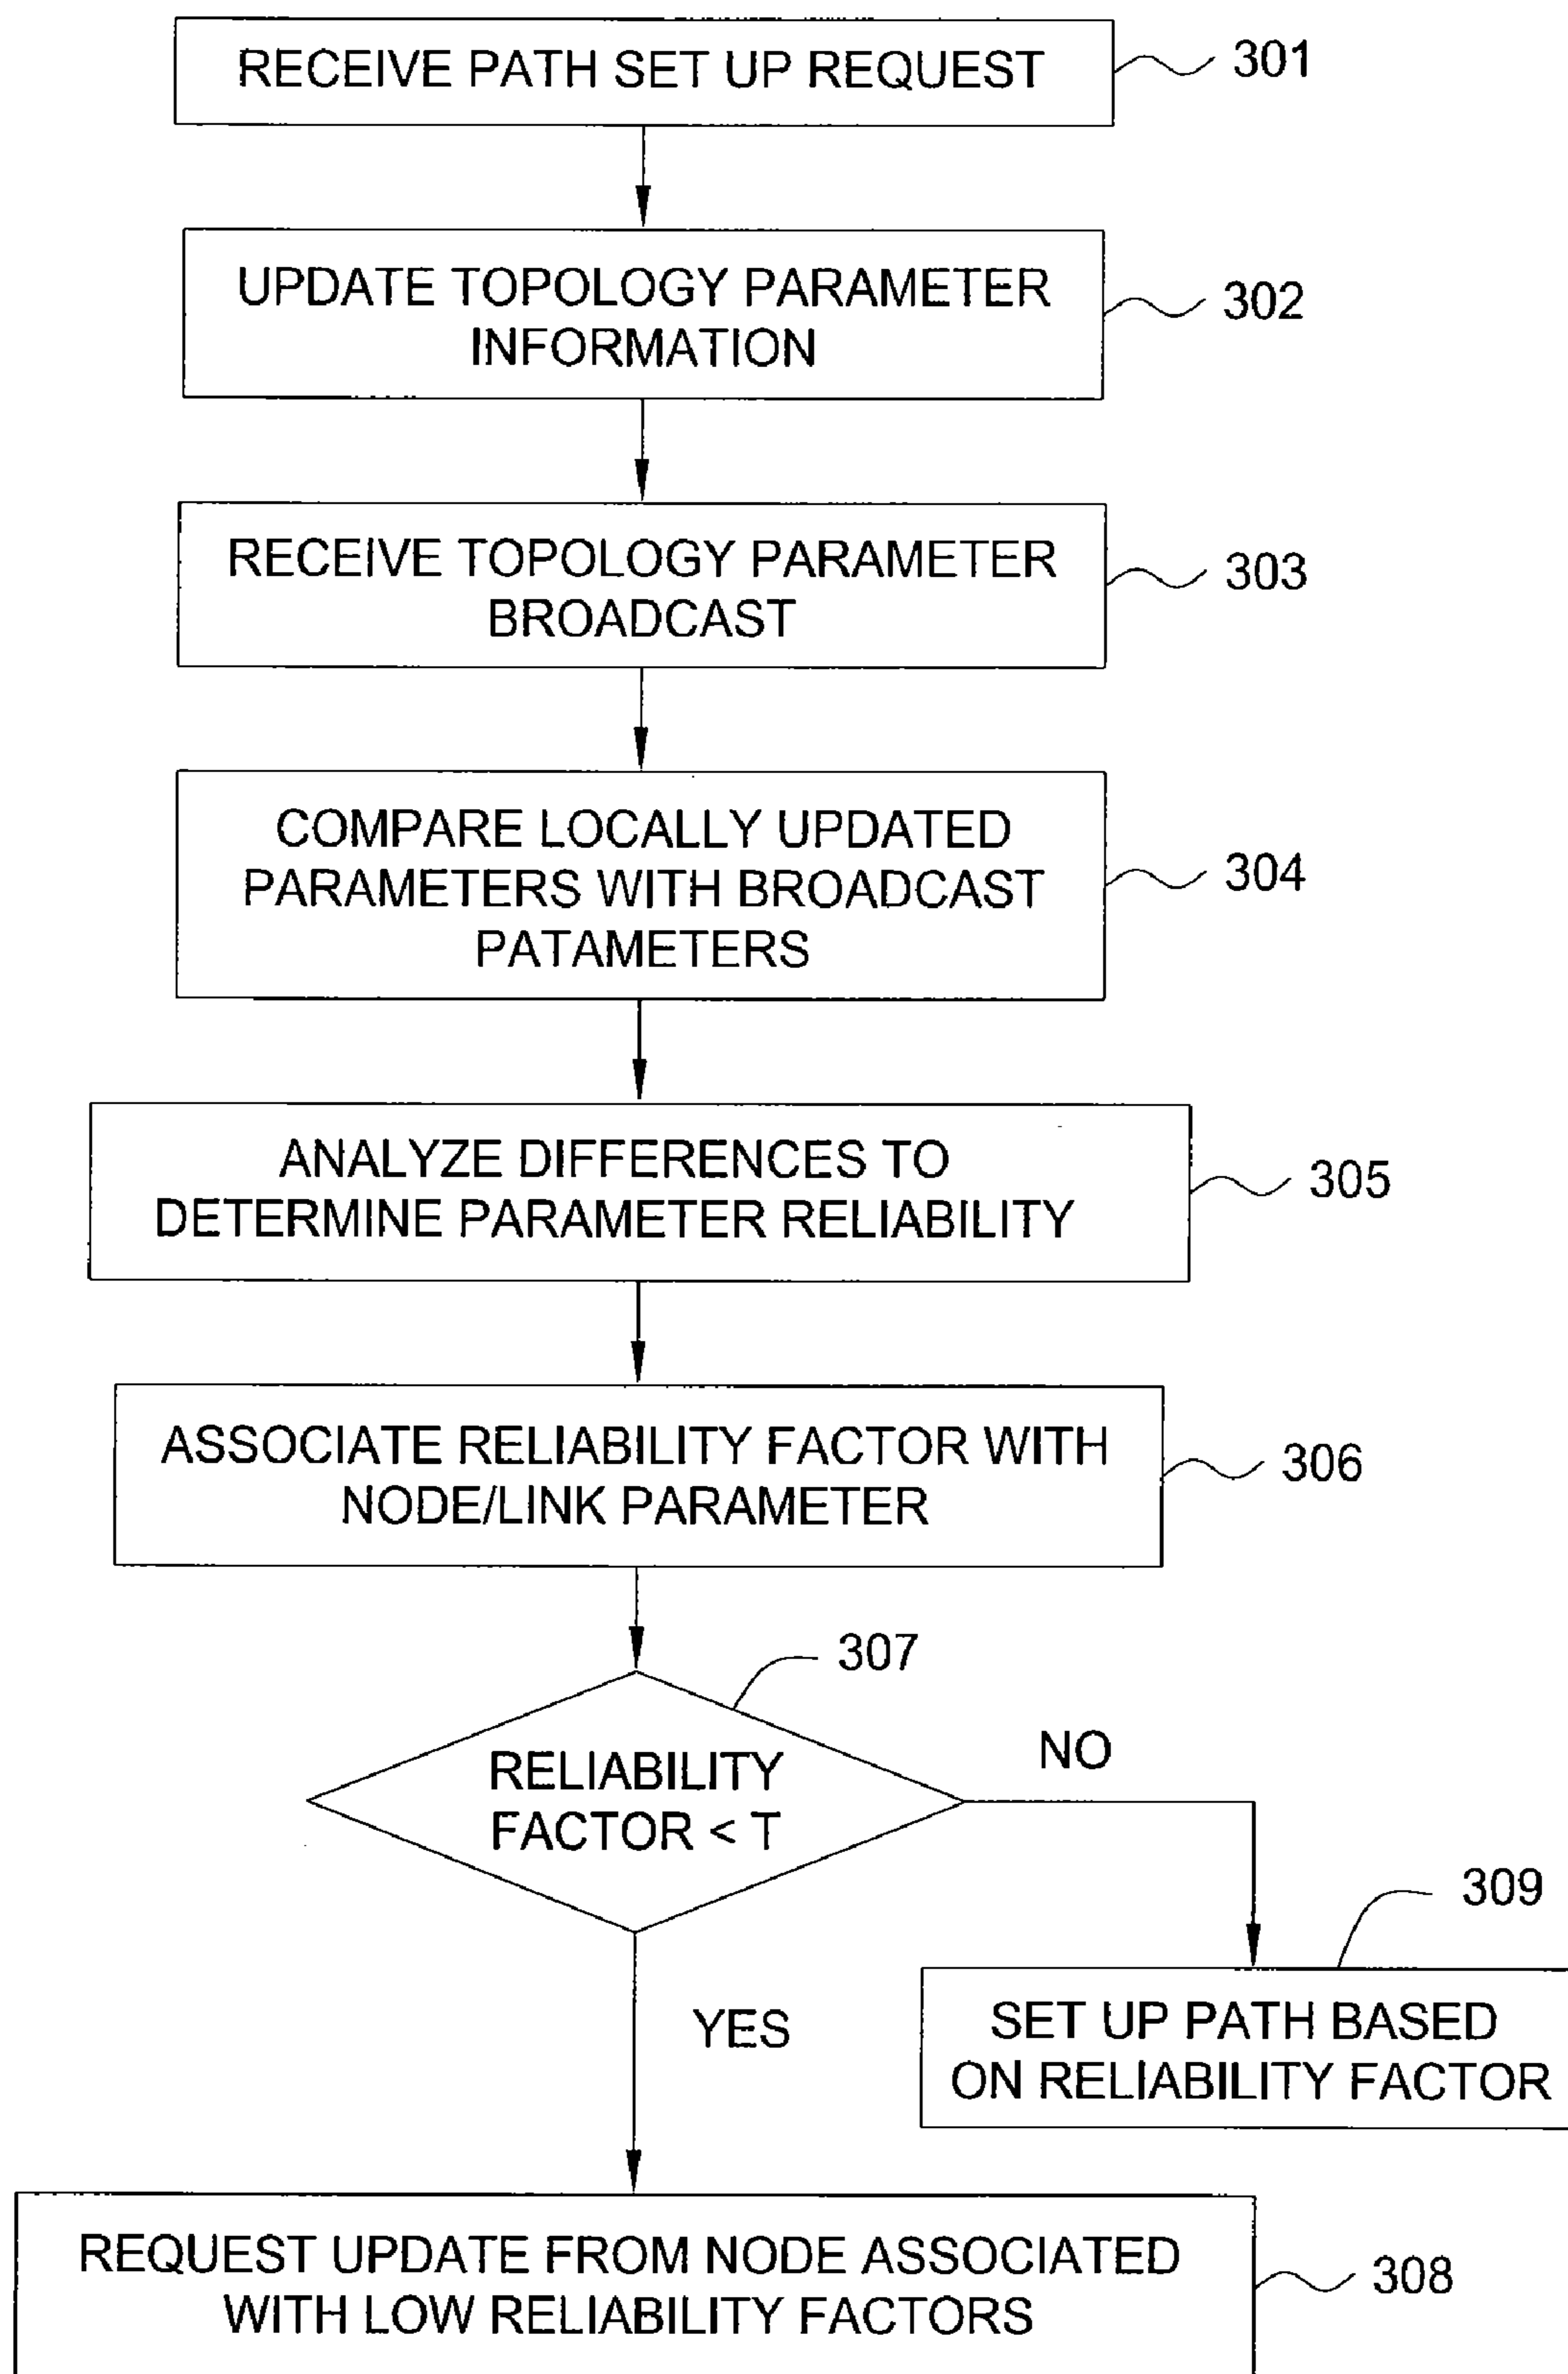 RECEIVE PATH SET UP REQUEST
301
UPDATE TOPOLOGY PARAMETER
INFORMATION
302
RECEIVE TOPOLOGY PARAMETER
BROADCAST
303
COMPARE LOCALLY UPDATED
PARAMETERS WITH BROADCAST
PATAMETERS
304
ANALYZE DIFFERENCES TO
DETERMINE PARAMETER RELIABILITY
305
ASSOCIATE RELIABILITY FACTOR WITH
NODE/LINK PARAMETER
306
307
RELIABILITY
FACTOR < T
NO
309
SET UP PATH BASED
ON RELIABILITY FACTOR
YES
REQUEST UPDATE FROM NODE ASSOCIATED
WITH LOW RELIABILITY FACTORS
308